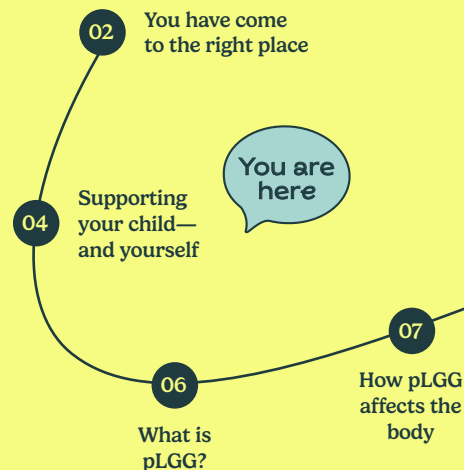 02
You have come
to the right place
You are
here
04
Supporting
your child—
and yourself
06
What is
pLGG?
07
How pLGG
affects the
body